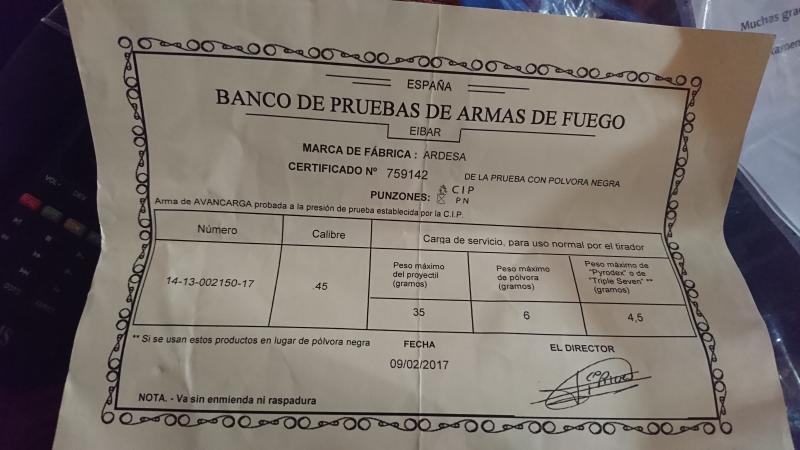 Muchas gra
ESPAÑA
BANCO DE PRUEBAS DE ARMAS DE FUEGO
EIBAR
MARCA DE FÁBRICA : ARDESA
CERTIFICADO Nº 759142 DE LA PRUEBA CON POLVORA NEGRA
PUNZONES: CIP
PN
Arma de AVANCARGA probada a la presión de prueba establecida por la C.I.P.
Número Calibre Carga de servicio, para uso normal por el tirador
Peso máximo del proyectil (gramos) Peso máximo de pólvora (gramos) Peso máximo de "Pyrodex" o de "Triple Seven" ** (gramos)
14-13-002150-17 .45 35 6 4,5
** Si se usan estos productos en lugar de pólvora negra
FECHA
09/02/2017
EL DIRECTOR
NOTA. - Va sin enmienda ni raspadura
VOL-